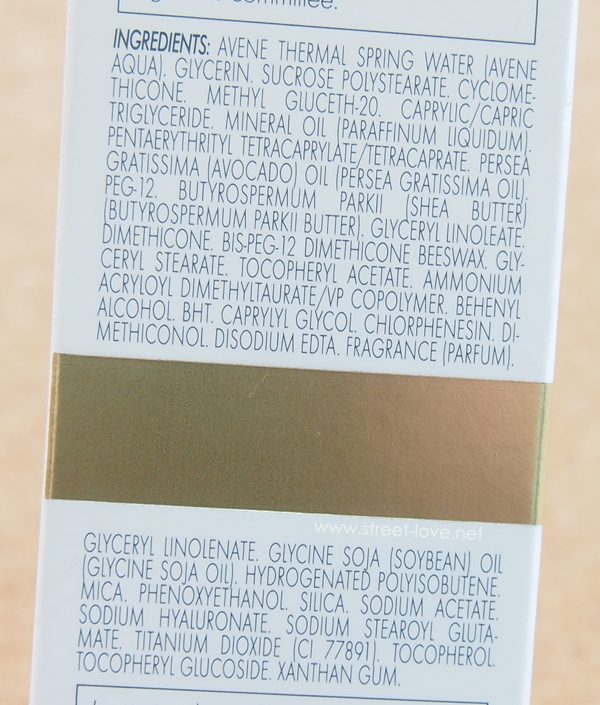 committee.
INGREDIENTS: AVENE THERMAL SPRING WATER (AVENE
AQUA). GLYCERIN. SUCROSE POLYSTEARATE. CYCLOME-
THICONE. METHYL GLUCETH-20. CAPRYLIC/CAPRIC
TRIGLYCERIDE. MINERAL OIL (PARAFFINUM LIQUIDUM).
PENTAERYTHRITYL TETRACAPRYLATE/TETRACAPRATE. PERSEA
GRATISSIMA (AVOCADO) OIL (PERSEA GRATISSIMA OIL).
PEG-12. BUTYROSPERMUM PARKII (SHEA BUTTER)
(BUTYROSPERMUM PARKII BUTTER). GLYCERYL LINOLEATE.
DIMETHICONE. BIS-PEG-12 DIMETHICONE BEESWAX. GLY-
CERYL STEARATE. TOCOPHERYL ACETATE. AMMONIUM
ACRYLOYL DIMETHYLTAURATE/VP COPOLYMER. BEHENYL
ALCOHOL. BHT. CAPRYLYL GLYCOL. CHLORPHENESIN. DI-
METHICONOL. DISODIUM EDTA. FRAGRANCE (PARFUM).
www.street-love.net
GLYCERYL LINOLENATE. GLYCINE SOJA (SOYBEAN) OIL
(GLYCINE SOJA OIL). HYDROGENATED POLYISOBUTENE.
MICA. PHENOXYETHANOL. SILICA. SODIUM ACETATE.
SODIUM HYALURONATE. SODIUM STEAROYL GLUTA-
MATE. TITANIUM DIOXIDE (CI 77891). TOCOPHEROL.
TOCOPHERYL GLUCOSIDE. XANTHAN GUM.